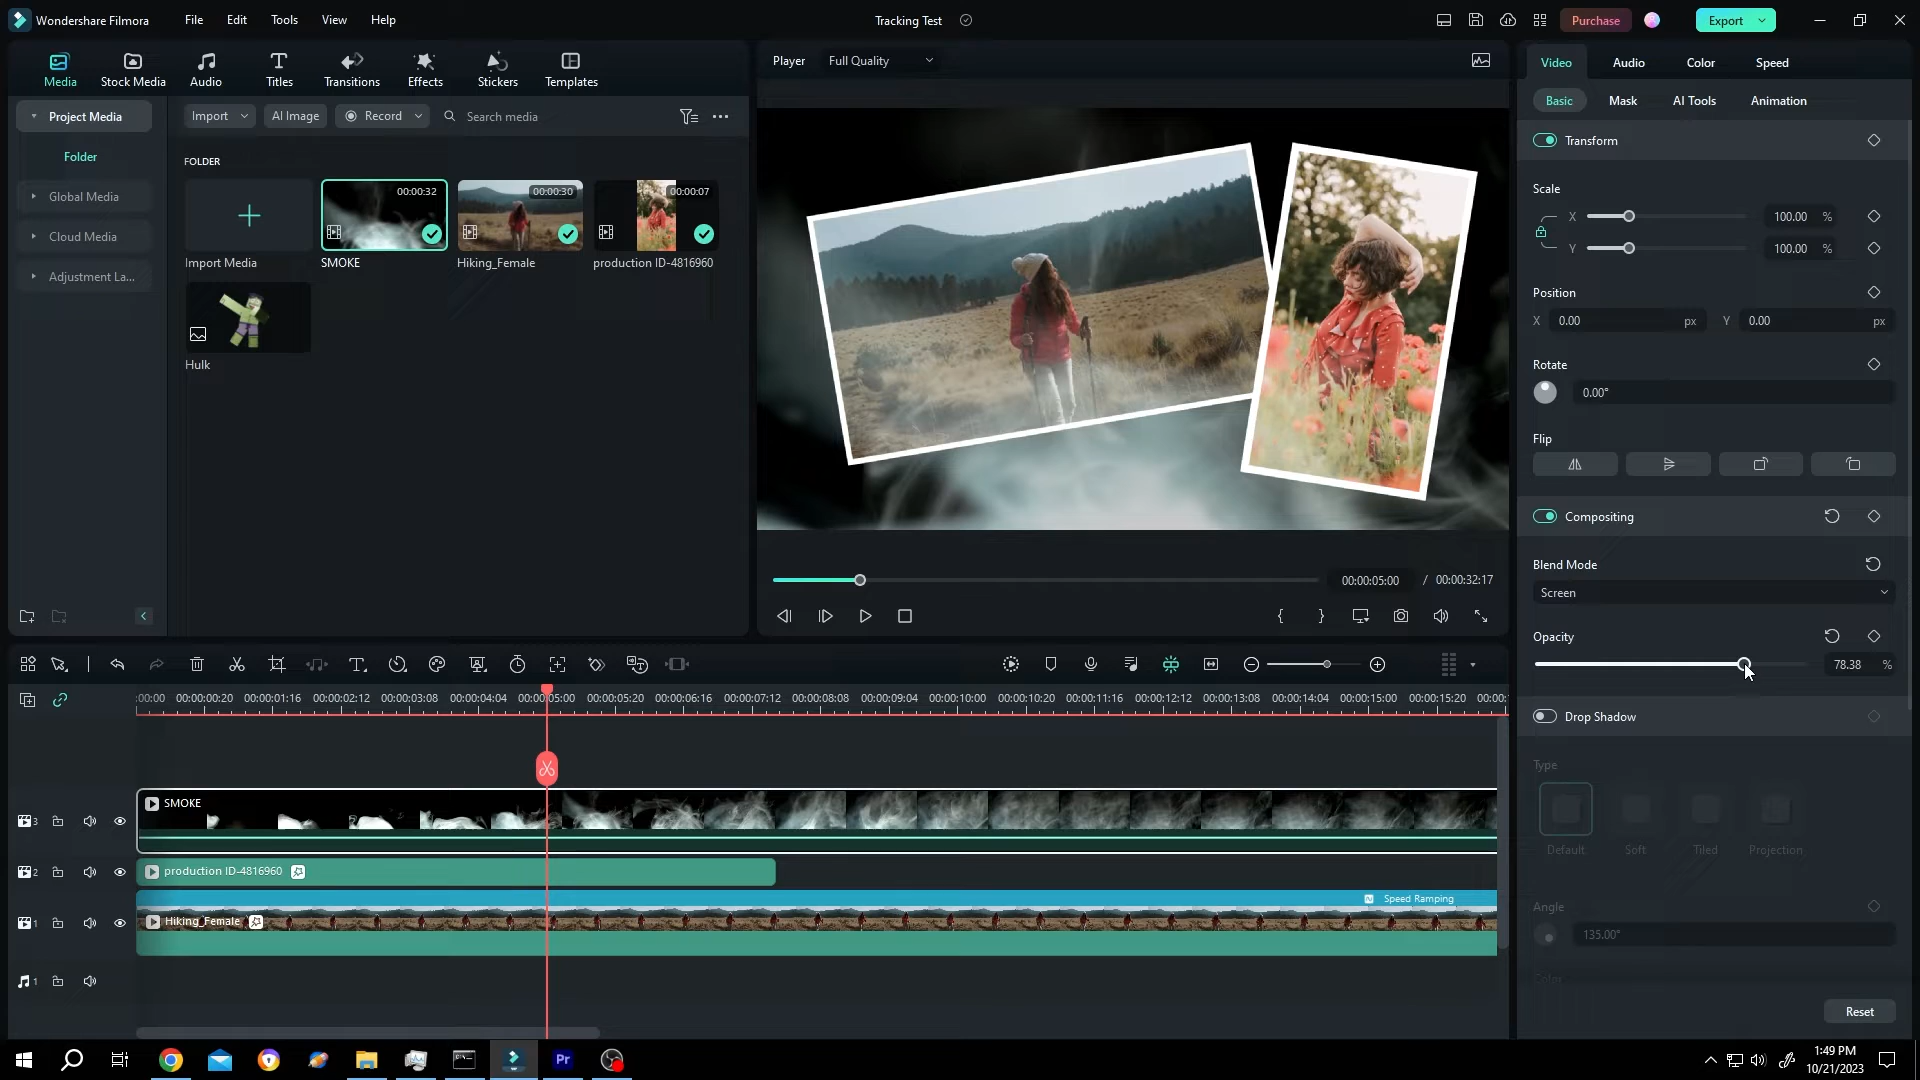 Wondershare Filmora
File
Edit
Tools
View
Help
Tracking Test
Purchase
Export
Media
Stock Media
Audio
Titles
Transitions
Effects
Stickers
Templates
Project Media
Folder
Global Media
Cloud Media
Adjustment La...
Import
AI Image
Record
Search media
FOLDER
Import Media
00:00:32
SMOKE
00:00:30
Hiking_Female
00:00:07
production ID-4816960
Hulk
Player
Full Quality
00:00:05:00
/
00:00:32:17
Video
Audio
Color
Speed
Basic
Mask
AI Tools
Animation
Transform
Scale
X
100.00
%
Y
100.00
%
Position
X
0.00
px
Y
0.00
px
Rotate
0.00°
Flip
Compositing
Blend Mode
Screen
Opacity
78.38
%
Drop Shadow
Type
Default
Soft
Tiled
Projection
Angle
135.00°
Color
Reset
:00:00
00:00:00:20
00:00:01:16
00:00:02:12
00:00:03:08
00:00:04:04
00:00:05:00
00:00:05:20
00:00:06:16
00:00:07:12
00:00:08:08
00:00:09:04
00:00:10:00
00:00:10:20
00:00:11:16
00:00:12:12
00:00:13:08
00:00:14:04
00:00:15:00
00:00:15:20
00:00:
3
SMOKE
2
production ID-4816960
1
Speed Ramping
Hiking_Female
1
Pr
1:49 PM
10/21/2023